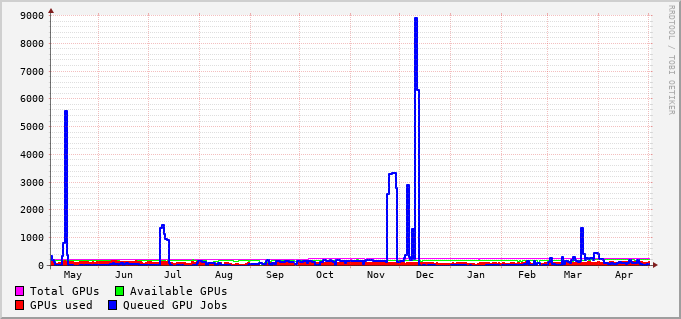 9000
8000
7000
6000
5000
4000
3000
2000
1000
0
May Jun Jul Aug Sep Oct Nov Dec Jan Feb Mar Apr
Total GPUs Available GPUs
GPUs used Queued GPU Jobs
RRDTOOL / TOBI OETIKER